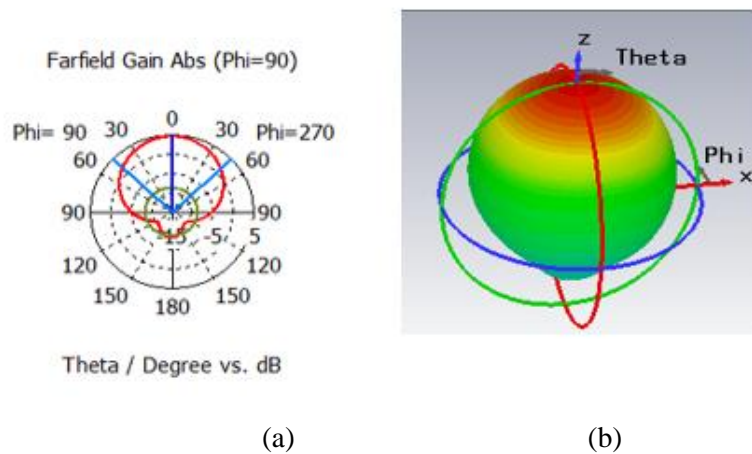 Farfield Gain Abs (Phi=90)
0
Phi= 90 30 30 Phi=270
60 60
90 90
-15 -5 5
120 120
150 150
180
Theta / Degree vs. dB
z
Theta
Phi
x
(a) (b)